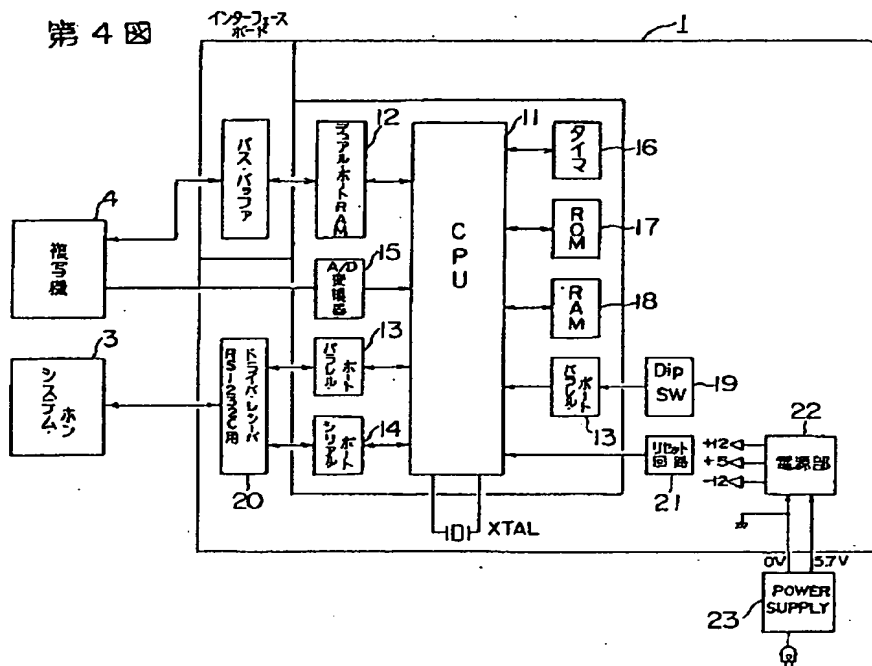 第4図
インターフェース
ボード
1
バス・バッファ
12
デュアル・ポートRAM
11
CPU
タイマ
16
ROM
17
RAM
18
4
複写機
15
A/D
変換器
3
システム・
ホン
13
パラレル・
ポート
ドライバ・レシーバ
RS-232C用
20
14
シリアル
ポート
パラレル・
ポート
13
Dip
SW
19
リセット
回路
21
22
電源部
+12
+5
-12
XTAL
0V
5.7V
POWER
SUPPLY
23